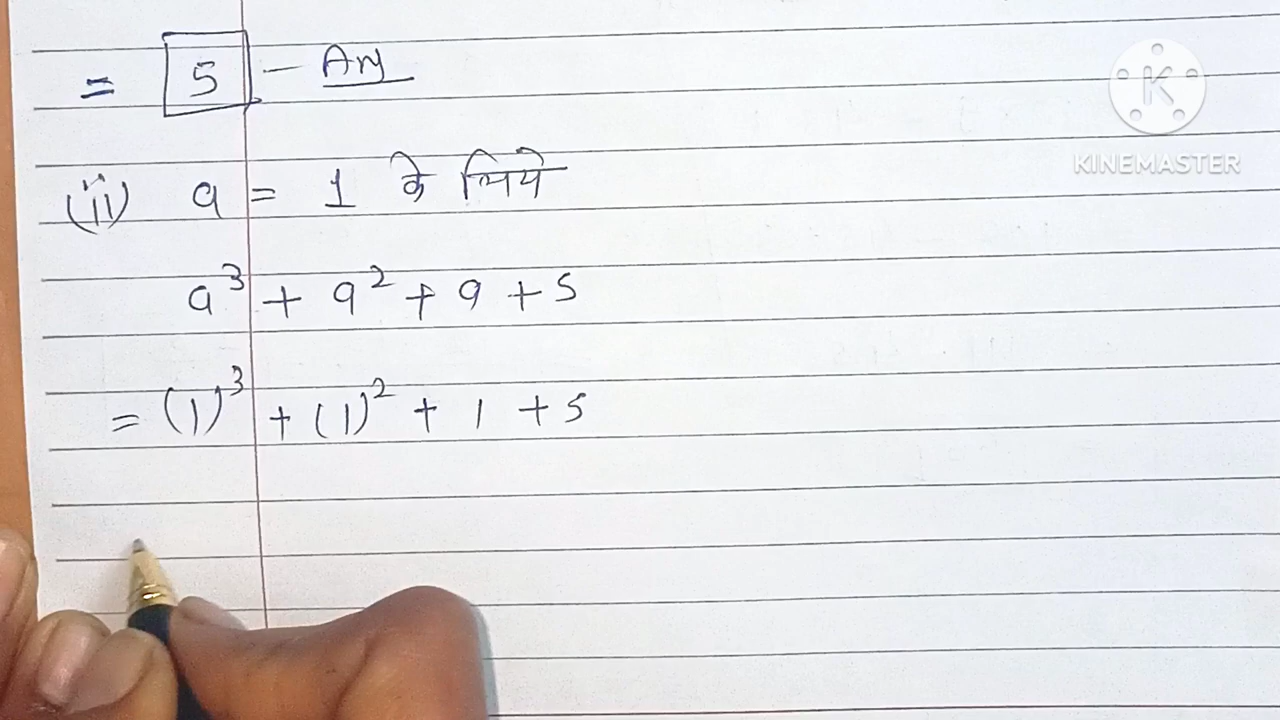 = 5 - Ans
(ii) a = 1 के लिये
a³ + a² + a + 5
= (1)³ + (1)² + 1 + 5
KINEMASTER